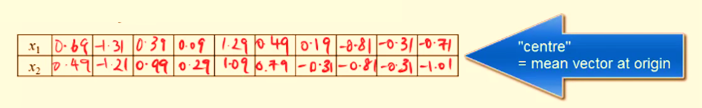 x₁ 0.69 -1.31 0.39 0.09 1.29 0.49 0.19 -0.81 -0.31 -0.71
x₂ 0.49 -1.21 0.99 0.29 1.09 0.79 -0.31 -0.81 -0.31 -1.01
"centre"
= mean vector at origin